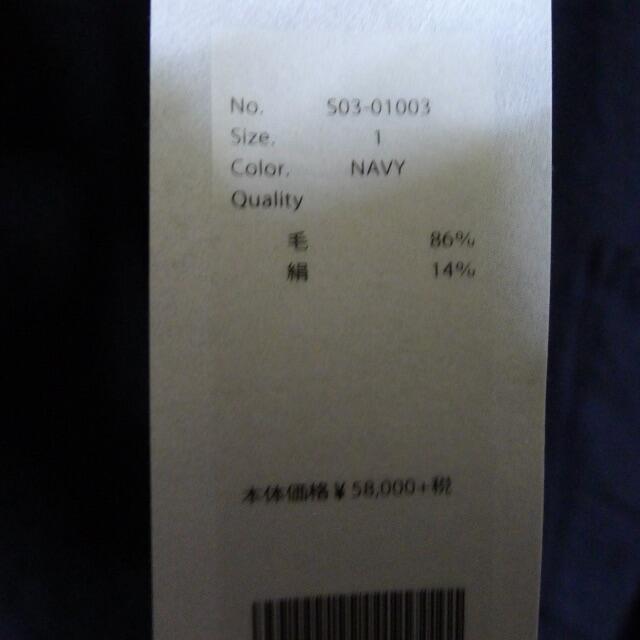 No. S03-01003
Size. 1
Color. NAVY
Quality
毛 86%
絹 14%
本体価格¥58,000+税